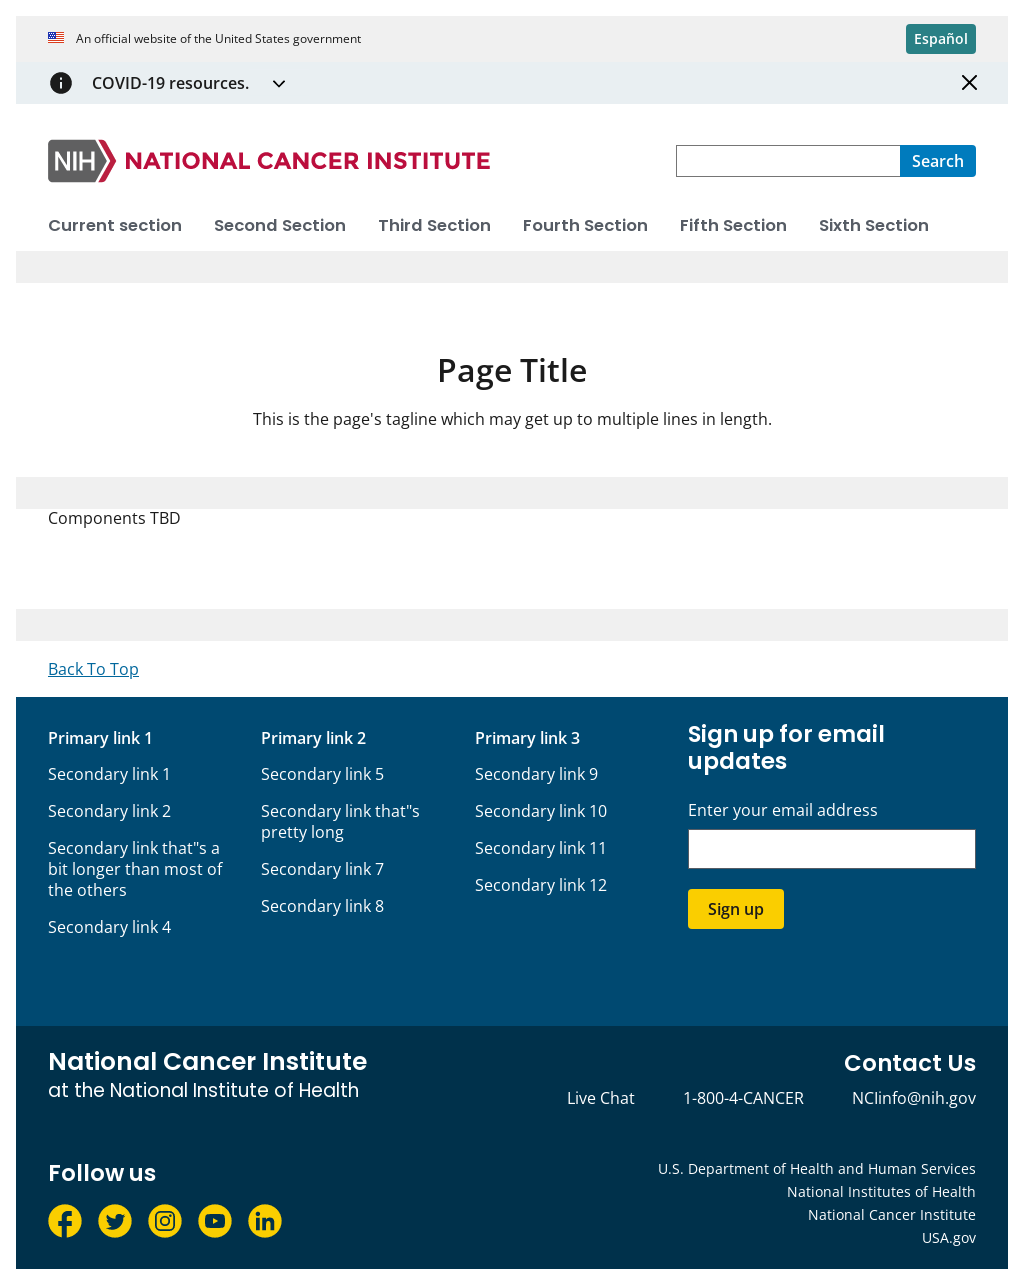 An official website of the United States government
Español
COVID-19 resources.
NIH NATIONAL CANCER INSTITUTE
Search
Current section Second Section Third Section Fourth Section Fifth Section Sixth Section
Page Title
This is the page's tagline which may get up to multiple lines in length.
Components TBD
Back To Top
Primary link 1
Secondary link 1
Secondary link 2
Secondary link that"s a
bit longer than most of
the others
Secondary link 4
Primary link 2
Secondary link 5
Secondary link that"s
pretty long
Secondary link 7
Secondary link 8
Primary link 3
Secondary link 9
Secondary link 10
Secondary link 11
Secondary link 12
Sign up for email
updates
Enter your email address
Sign up
National Cancer Institute
at the National Institute of Health
Contact Us
Live Chat 1-800-4-CANCER NCIinfo@nih.gov
Follow us
U.S. Department of Health and Human Services
National Institutes of Health
National Cancer Institute
USA.gov